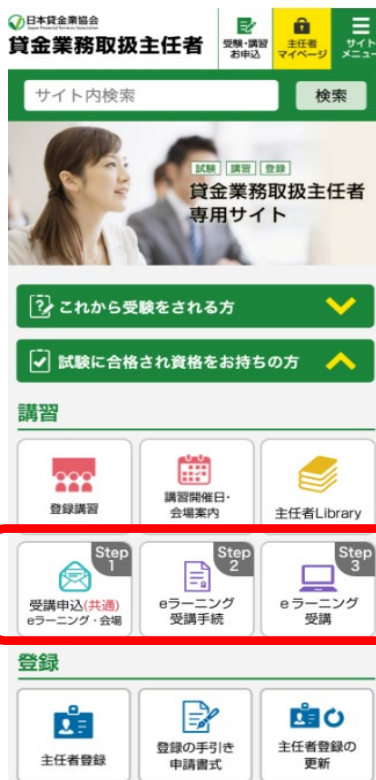 日本貸金業協会
Japan Financial Services Association
貸金業務取扱主任者
受験・講習
お申込
主任者
マイページ
サイト
メニュー
サイト内検索
検索
試験 講習 登録
貸金業務取扱主任者
専用サイト
これから受験をされる方
試験に合格され資格をお持ちの方
講習
登録講習
講習開催日・
会場案内
主任者Library
Step
1
受講申込(共通)
eラーニング・会場
Step
2
eラーニング
受講手続
Step
3
eラーニング
受講
登録
主任者登録
登録の手引き
申請書式
主任者登録の
更新